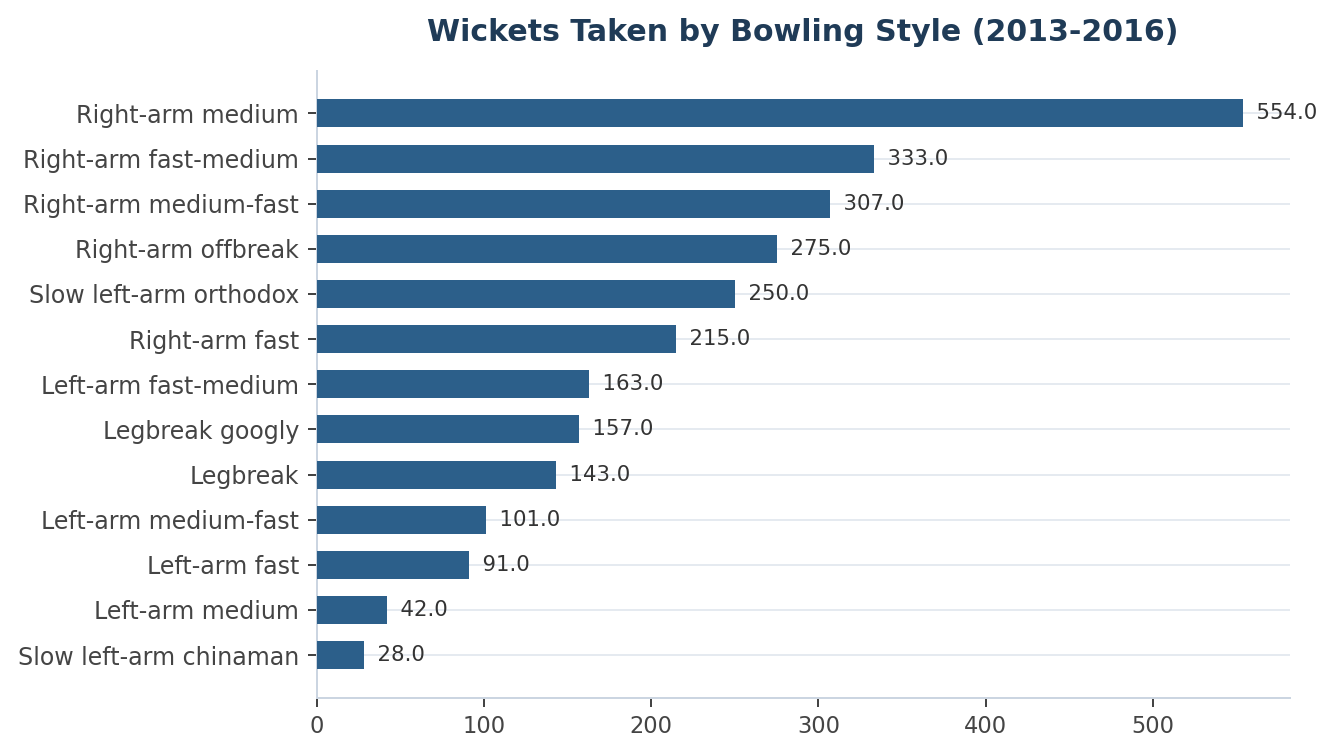 Wickets Taken by Bowling Style (2013-2016)
Right-arm medium 554.0
Right-arm fast-medium 333.0
Right-arm medium-fast 307.0
Right-arm offbreak 275.0
Slow left-arm orthodox 250.0
Right-arm fast 215.0
Left-arm fast-medium 163.0
Legbreak googly 157.0
Legbreak 143.0
Left-arm medium-fast 101.0
Left-arm fast 91.0
Left-arm medium 42.0
Slow left-arm chinaman 28.0
0 100 200 300 400 500